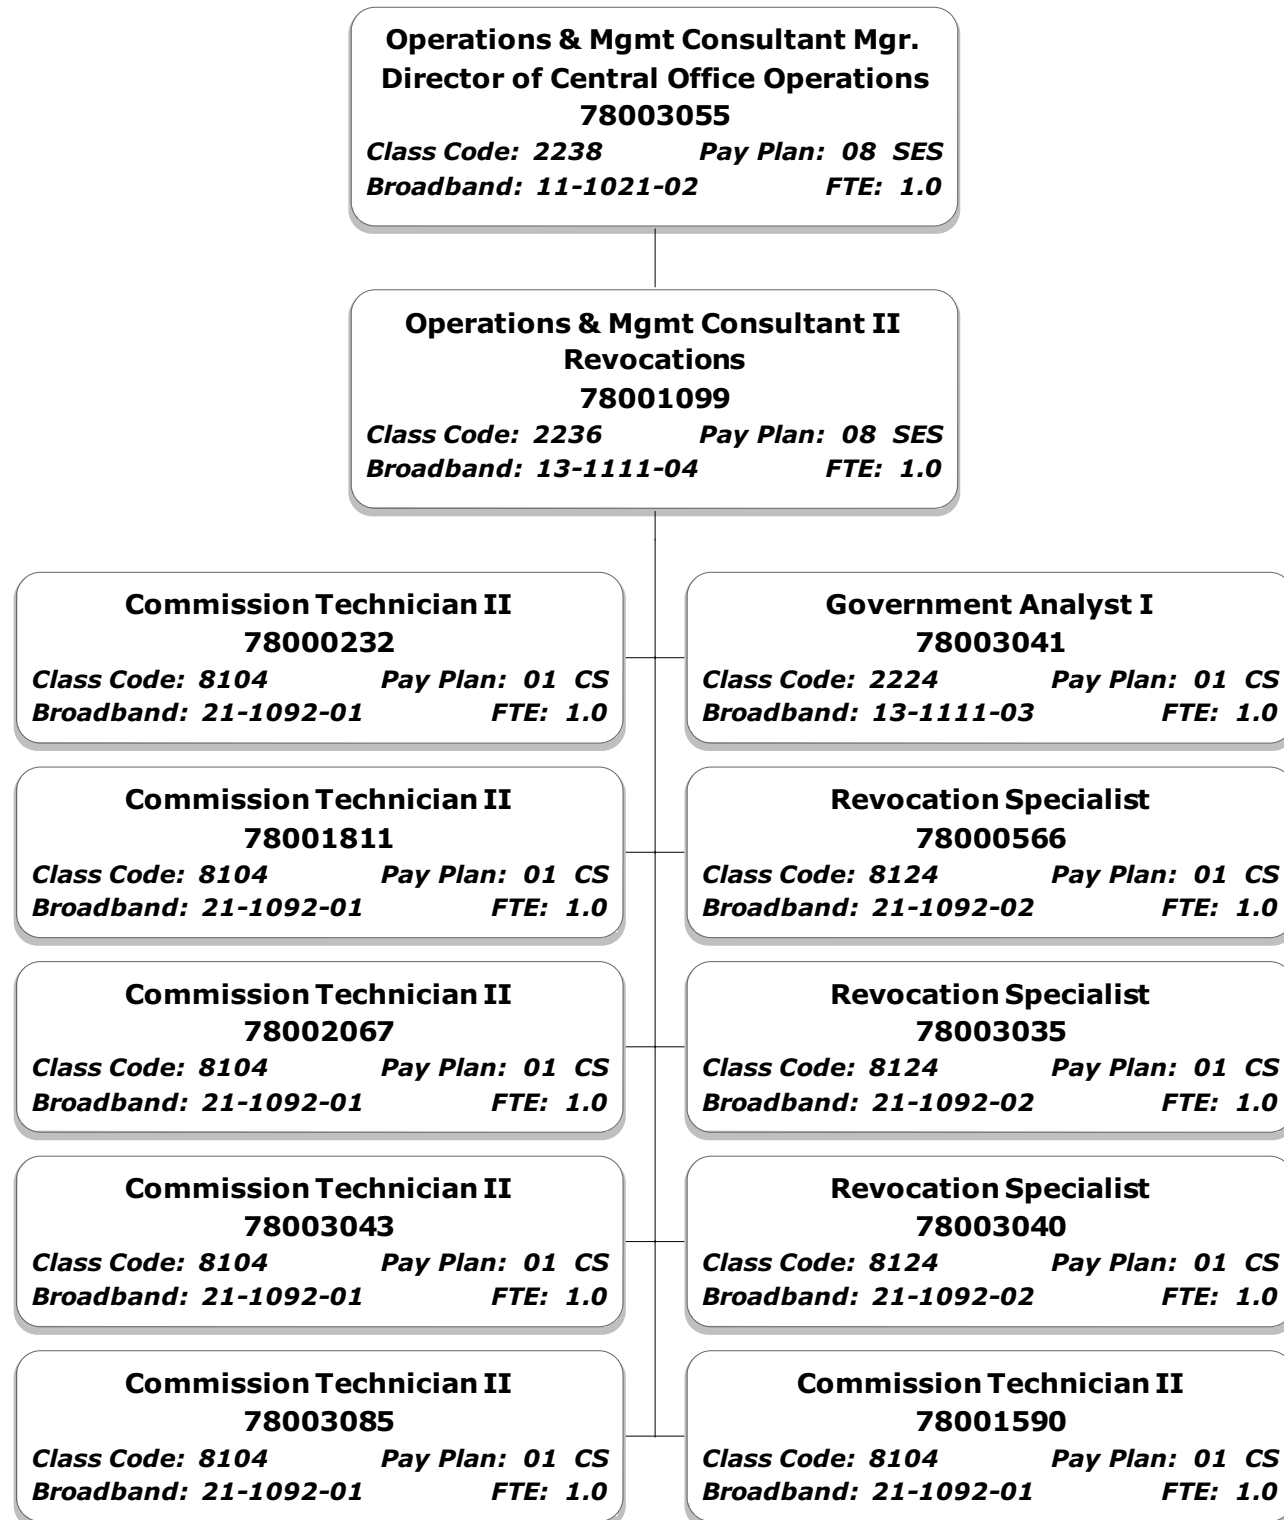 Operations & Mgmt Consultant Mgr.
Director of Central Office Operations
78003055
Class Code: 2238 Pay Plan: 08 SES
Broadband: 11-1021-02 FTE: 1.0
Operations & Mgmt Consultant II
Revocations
78001099
Class Code: 2236 Pay Plan: 08 SES
Broadband: 13-1111-04 FTE: 1.0
Commission Technician II
78000232
Class Code: 8104 Pay Plan: 01 CS
Broadband: 21-1092-01 FTE: 1.0
Government Analyst I
78003041
Class Code: 2224 Pay Plan: 01 CS
Broadband: 13-1111-03 FTE: 1.0
Commission Technician II
78001811
Class Code: 8104 Pay Plan: 01 CS
Broadband: 21-1092-01 FTE: 1.0
Revocation Specialist
78000566
Class Code: 8124 Pay Plan: 01 CS
Broadband: 21-1092-02 FTE: 1.0
Commission Technician II
78002067
Class Code: 8104 Pay Plan: 01 CS
Broadband: 21-1092-01 FTE: 1.0
Revocation Specialist
78003035
Class Code: 8124 Pay Plan: 01 CS
Broadband: 21-1092-02 FTE: 1.0
Commission Technician II
78003043
Class Code: 8104 Pay Plan: 01 CS
Broadband: 21-1092-01 FTE: 1.0
Revocation Specialist
78003040
Class Code: 8124 Pay Plan: 01 CS
Broadband: 21-1092-02 FTE: 1.0
Commission Technician II
78003085
Class Code: 8104 Pay Plan: 01 CS
Broadband: 21-1092-01 FTE: 1.0
Commission Technician II
78001590
Class Code: 8104 Pay Plan: 01 CS
Broadband: 21-1092-01 FTE: 1.0